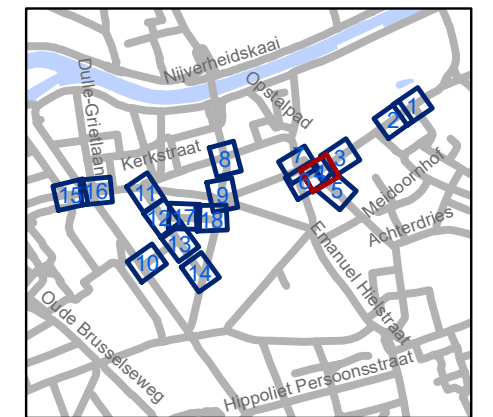 Nijverheidskaai
Dulle-Grietlaan
Opstalpad
Kerkstraat
1
2
3
7
8
4
6
5
Meidoornhof
15
16
11
9
12
17
18
Achterdries
13
10
14
Emanuel Hielstraat
Oude Brusselseweg
Hippoliet Persoonsstraat